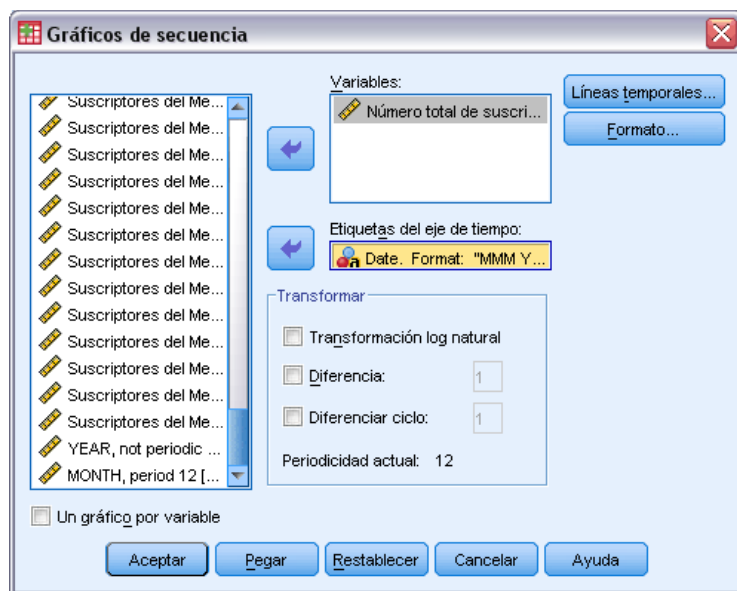 Gráficos de secuencia
Suscriptores del Me...
Suscriptores del Me...
Suscriptores del Me...
Suscriptores del Me...
Suscriptores del Me...
Suscriptores del Me...
Suscriptores del Me...
Suscriptores del Me...
Suscriptores del Me...
Suscriptores del Me...
Suscriptores del Me...
Suscriptores del Me...
Suscriptores del Me...
YEAR, not periodic ...
MONTH, period 12 [...
Un gráfico por variable
Variables:
Número total de suscri...
Etiquetas del eje de tiempo:
Date. Format: "MMM Y...
Transformar
Transformación log natural
Diferencia:
1
Diferenciar ciclo:
1
Periodicidad actual: 12
Líneas temporales...
Formato...
Aceptar
Pegar
Restablecer
Cancelar
Ayuda